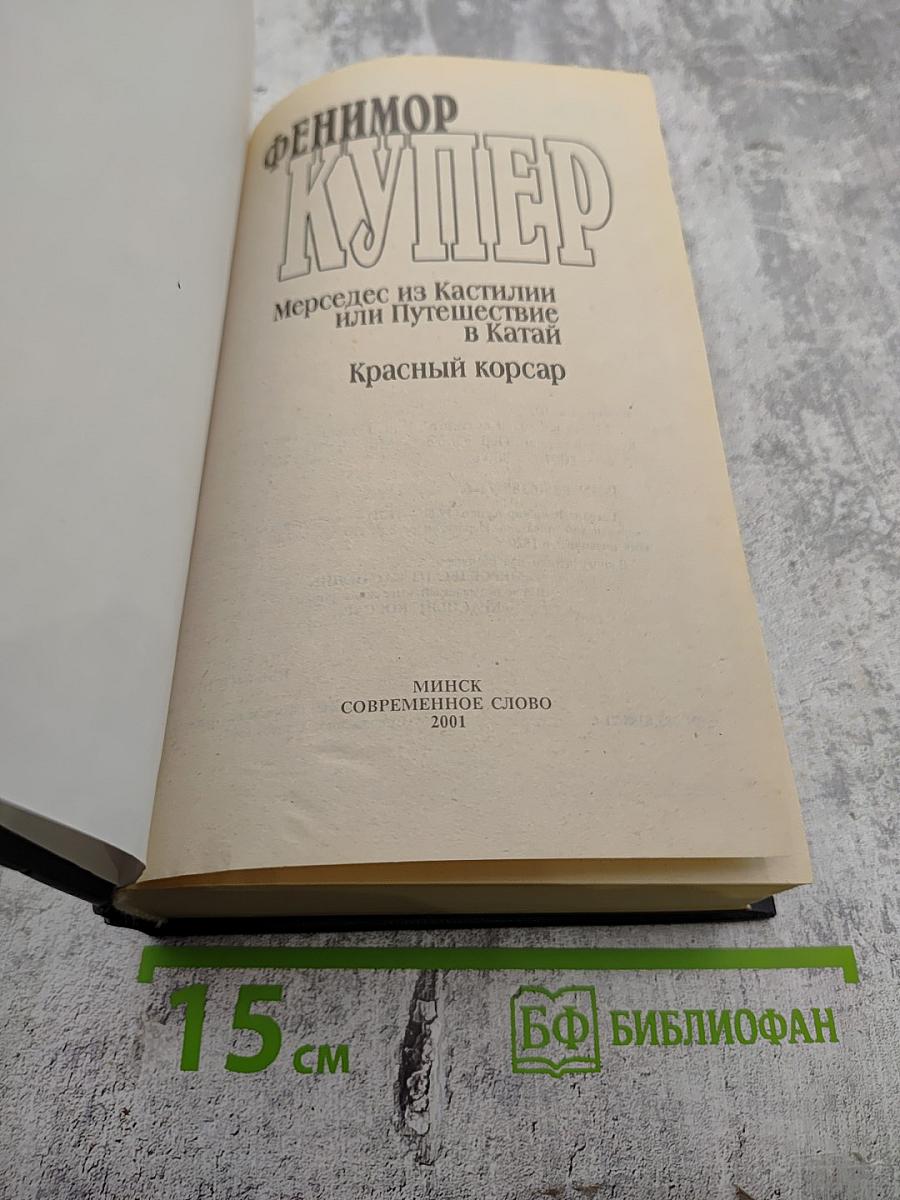 ФЕНИМОР
КУПЕР
Мерседес из Кастилии
или Путешествие
в Катай
Красный корсар
МИНСК
СОВРЕМЕННОЕ СЛОВО
2001
15 см
БФ БИБЛИОФАН